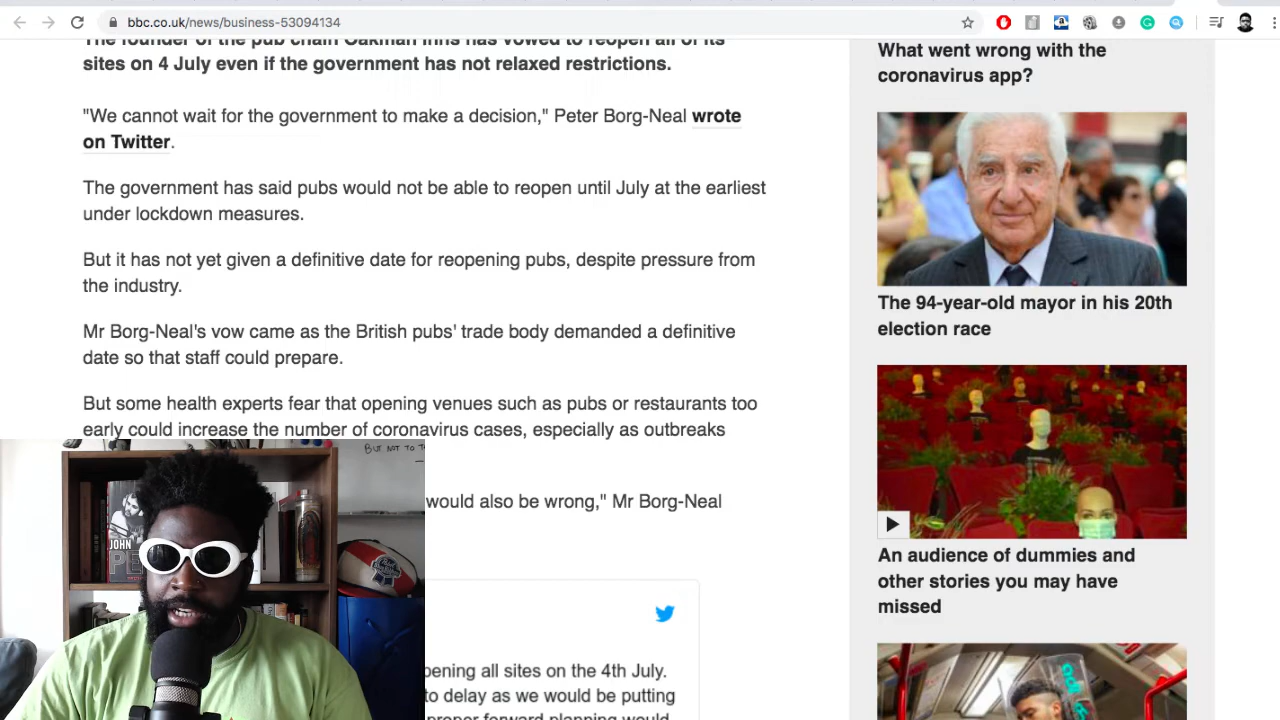 bbc.co.uk/news/business-53094134
The founder of the pub chain Oakman Inns has vowed to reopen all of its
sites on 4 July even if the government has not relaxed restrictions.
"We cannot wait for the government to make a decision," Peter Borg-Neal wrote
on Twitter.
The government has said pubs would not be able to reopen until July at the earliest
under lockdown measures.
But it has not yet given a definitive date for reopening pubs, despite pressure from
the industry.
Mr Borg-Neal's vow came as the British pubs' trade body demanded a definitive
date so that staff could prepare.
But some health experts fear that opening venues such as pubs or restaurants too
early could increase the number of coronavirus cases, especially as outbreaks
would also be wrong," Mr Borg-Neal
pening all sites on the 4th July.
to delay as we would be putting
proper forward planning would
BUT NOT TO
JOHN
What went wrong with the
coronavirus app?
The 94-year-old mayor in his 20th
election race
An audience of dummies and
other stories you may have
missed